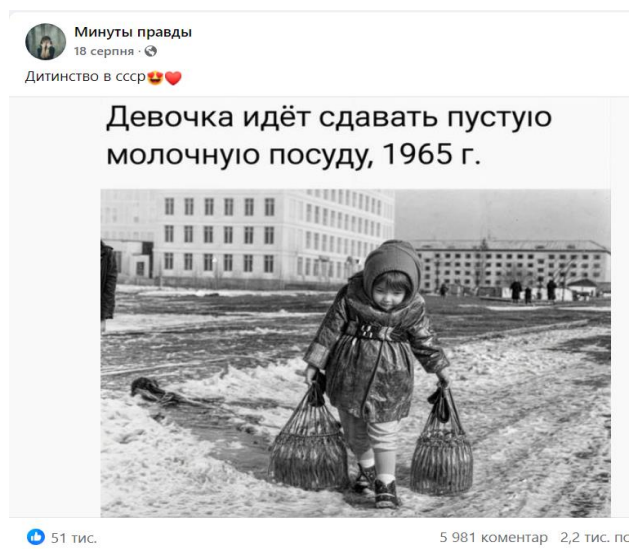 Минуты правды
18 серпня ·
Дитинство в ссср
Девочка идёт сдавать пустую
молочную посуду, 1965 г.
51 тис.
5 981 коментар 2,2 тис.